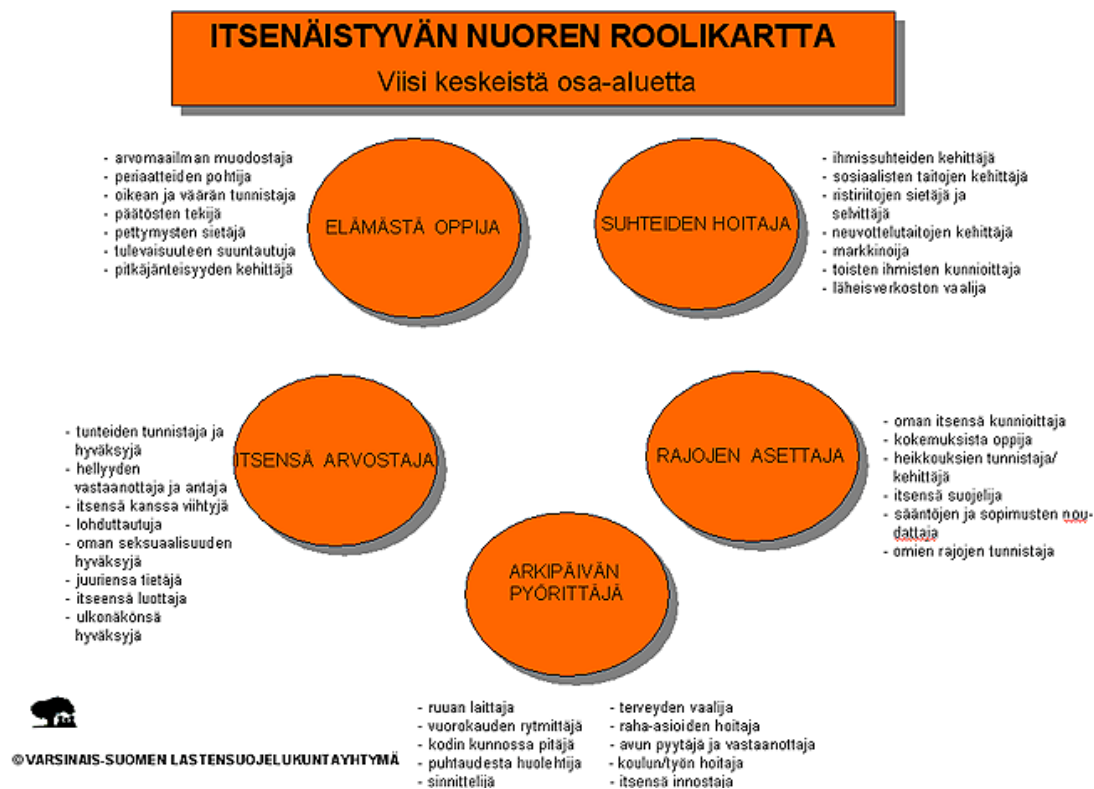 ITSENÄISTYVÄN NUOREN ROOLIKARTTA
Viisi keskeistä osa-aluetta
- arvomaailman muodostaja
- periaatteiden pohtija
- oikean ja väärän tunnistaja
- päätösten tekijä
- pettymysten sietäjä
- tulevaisuuteen suuntautuja
- pitkäjänteisyyden kehittäjä
ELÄMÄSTÄ OPPIJA
SUHTEIDEN HOITAJA
- ihmissuhteiden kehittäjä
- sosiaalisten taitojen kehittäjä
- ristiriitojen sietäjä ja
selvittäjä
- neuvottelutaitojen kehittäjä
- markkinoija
- toisten ihmisten kunnioittaja
- läheisverkoston vaalija
- tunteiden tunnistaja ja
hyväksyjä
- hellyyden
vastaanottaja ja antaja
- itsensä kanssa viihtyjä
- lohduttautuja
- oman seksuaalisuuden
hyväksyjä
- juuriensa tietäjä
- itseensä luottaja
- ulkonäkönsä
hyväksyjä
ITSENSÄ ARVOSTAJA
RAJOJEN ASETTAJA
- oman itsensä kunnioittaja
- kokemuksista oppija
- heikkouksien tunnistaja/
kehittäjä
- itsensä suojelija
- sääntöjen ja sopimusten nou-
dattaja
- omien rajojen tunnistaja
ARKIPÄIVÄN
PYÖRITTÄJÄ
- ruuan laittaja
- vuorokauden rytmittäjä
- kodin kunnossa pitäjä
- puhtaudesta huolehtija
- sinnittelijä
- terveyden vaalija
- raha-asioiden hoitaja
- avun pyytäjä ja vastaanottaja
- koulun/työn hoitaja
- itsensä innostaja
© VARSINAIS-SUOMEN LASTENSUOJELUKUNTAYHTYMÄ